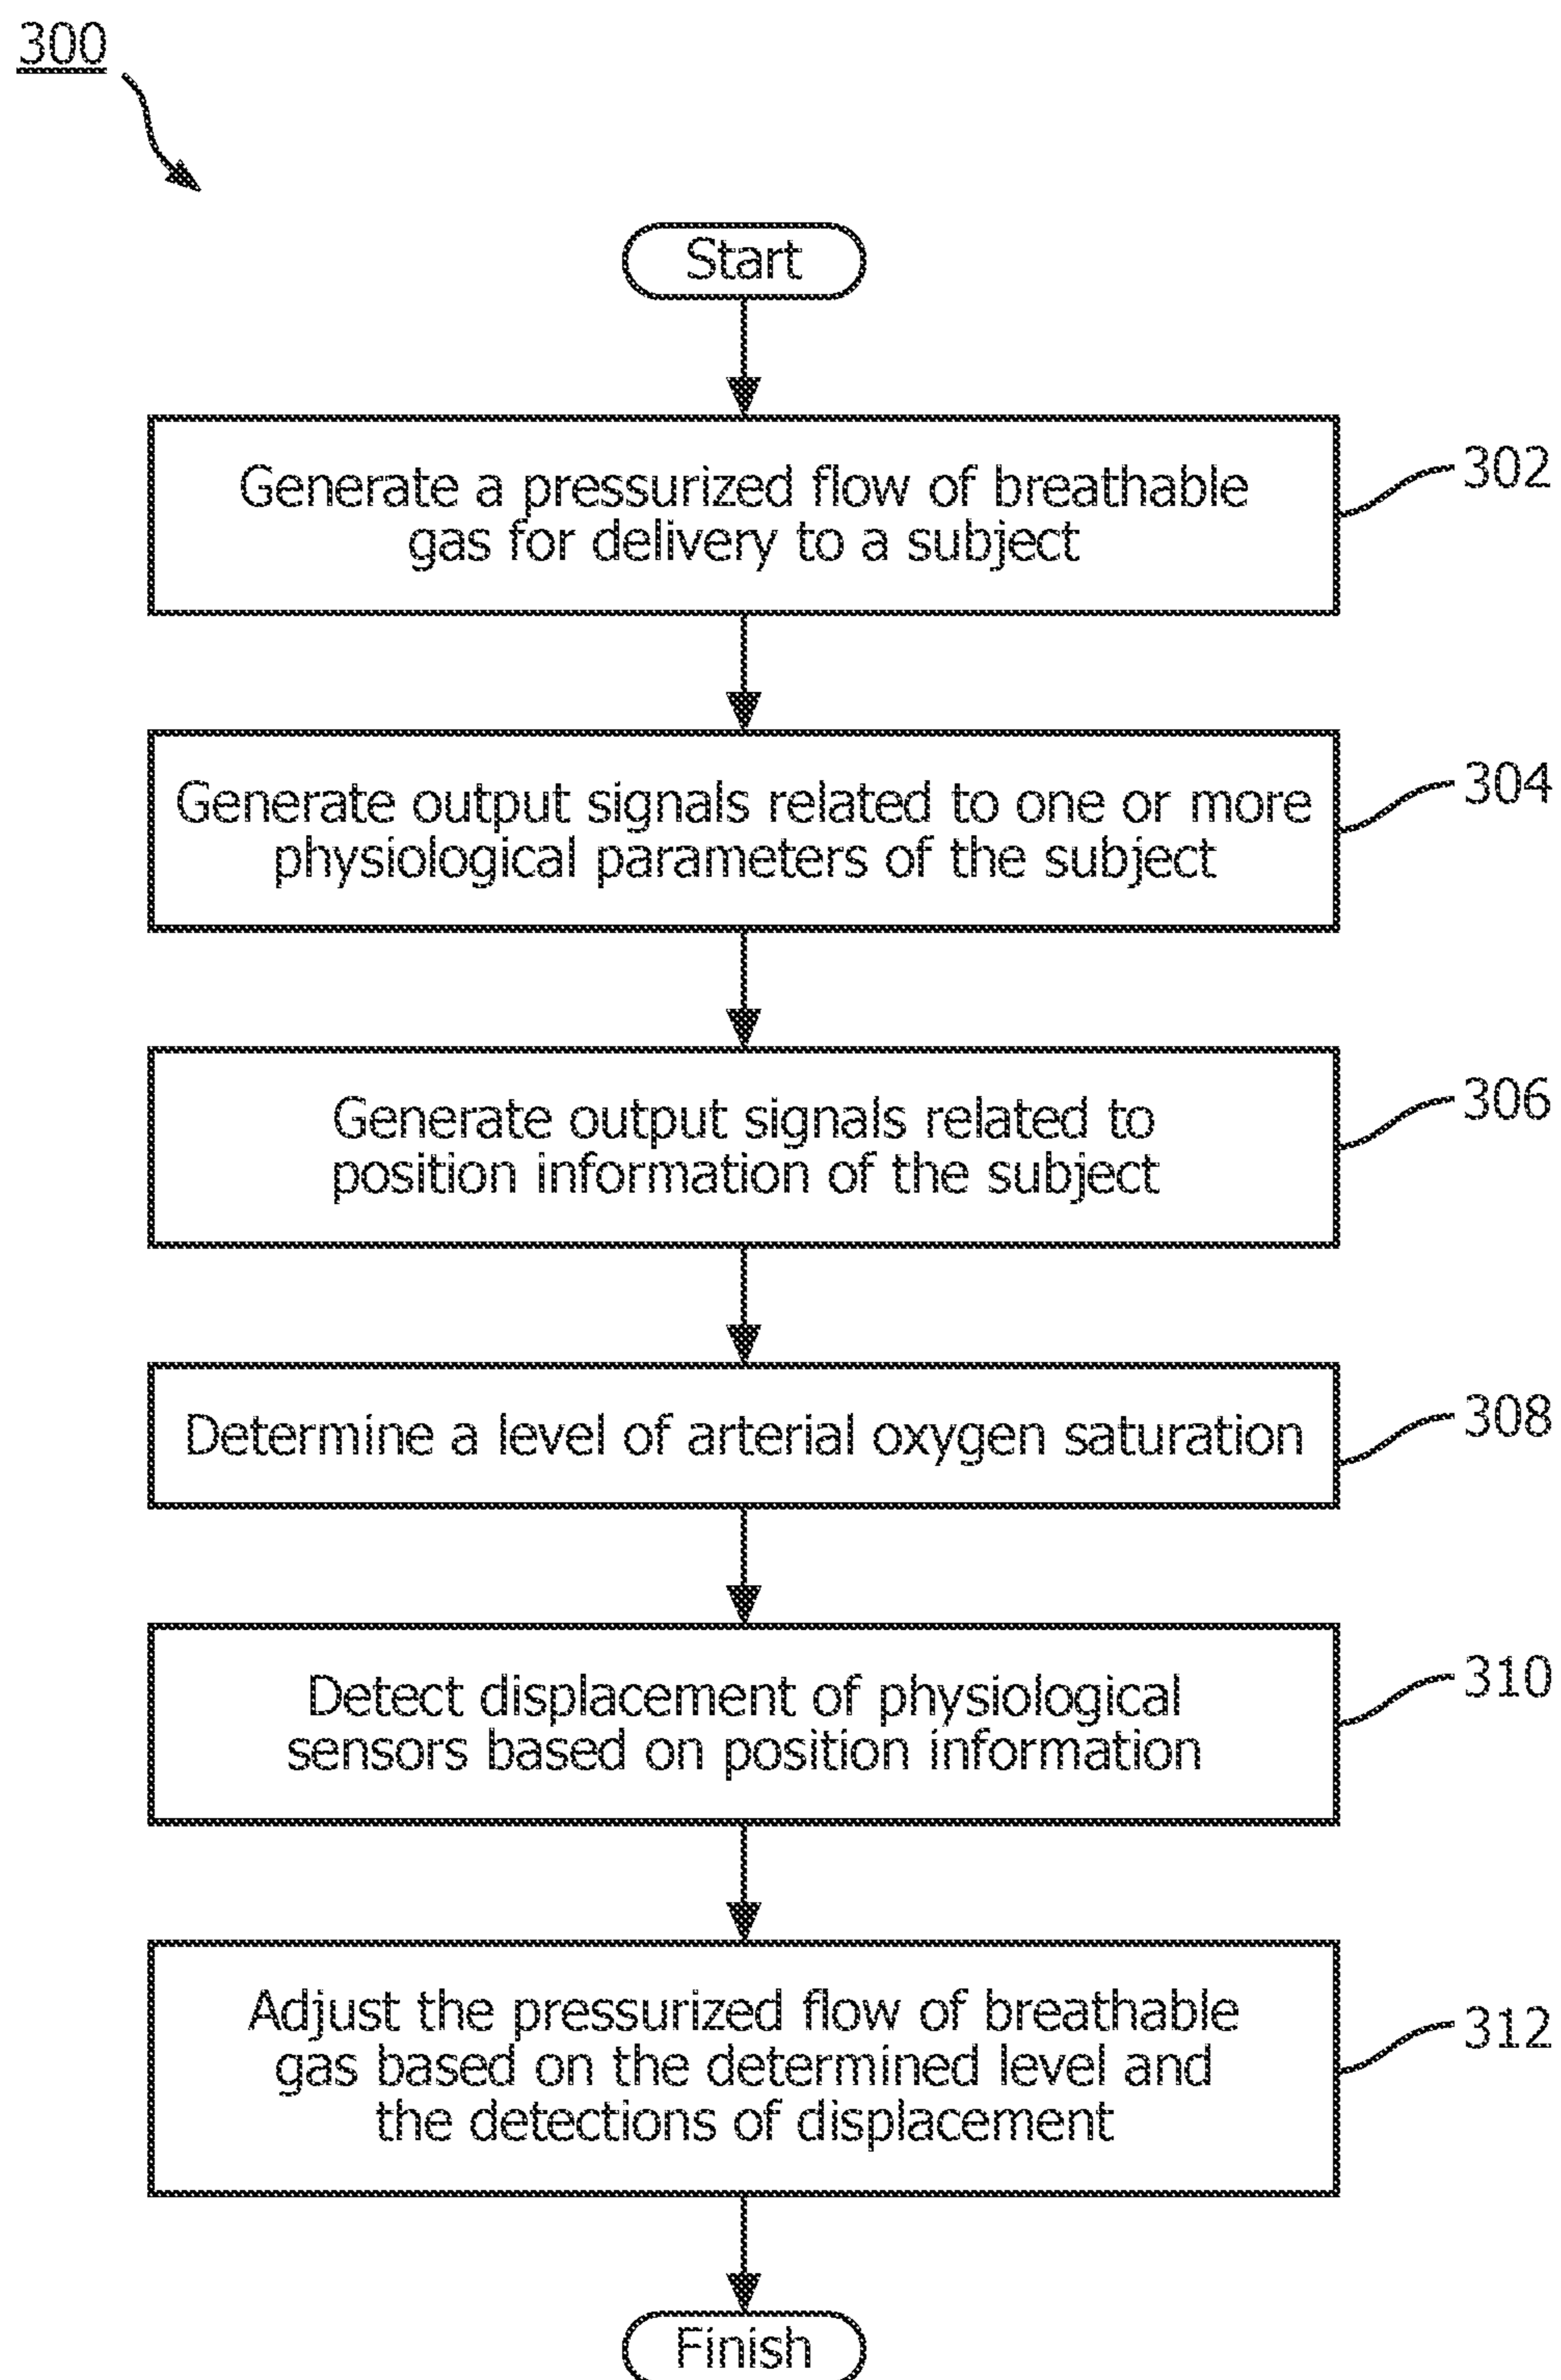 300
Start
Generate a pressurized flow of breathable
gas for delivery to a subject
302
Generate output signals related to one or more
physiological parameters of the subject
304
Generate output signals related to
position information of the subject
306
Determine a level of arterial oxygen saturation
308
Detect displacement of physiological
sensors based on position information
310
Adjust the pressurized flow of breathable
gas based on the determined level and
the detections of displacement
312
Finish